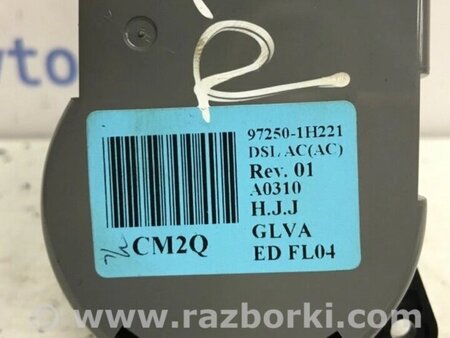 97250-1H221
DSL AC(AC)
Rev. 01
A0310
H.J.J
GLVA
CM2Q
ED FL04
www.razborki.com